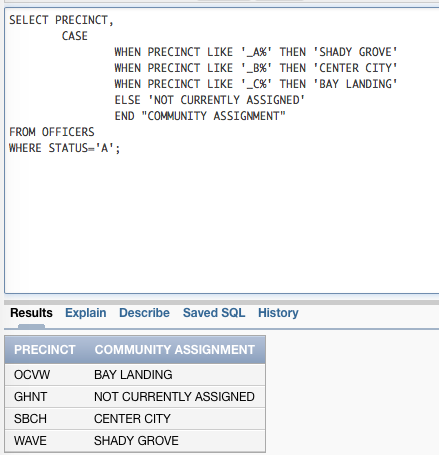 SELECT PRECINCT,
CASE
WHEN PRECINCT LIKE '_A%' THEN 'SHADY GROVE'
WHEN PRECINCT LIKE '_B%' THEN 'CENTER CITY'
WHEN PRECINCT LIKE '_C%' THEN 'BAY LANDING'
ELSE 'NOT CURRENTLY ASSIGNED'
END "COMMUNITY ASSIGNMENT"
FROM OFFICERS
WHERE STATUS='A';
Results Explain Describe Saved SQL History
PRECINCT COMMUNITY ASSIGNMENT
OCVW BAY LANDING
GHNT NOT CURRENTLY ASSIGNED
SBCH CENTER CITY
WAVE SHADY GROVE